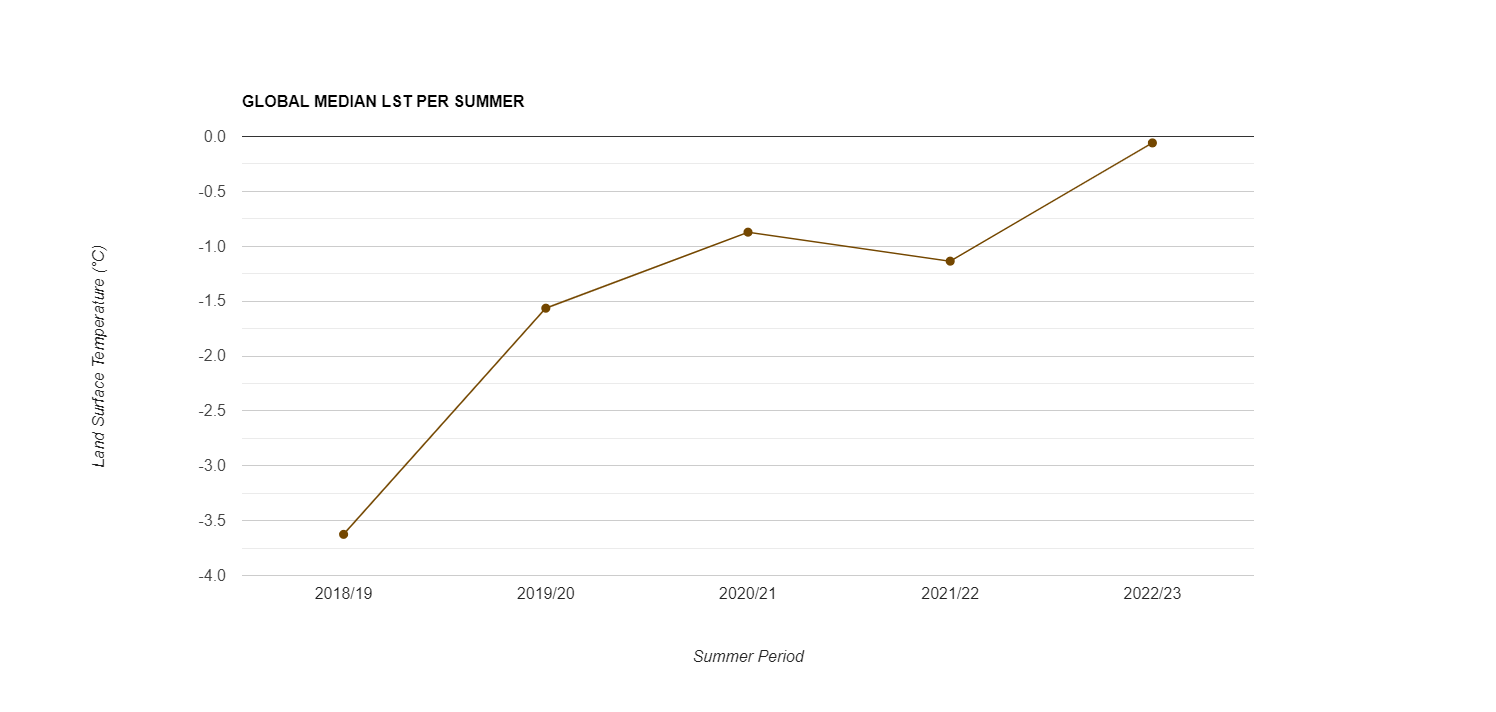 GLOBAL MEDIAN LST PER SUMMER
0.0
-0.5
-1.0
-1.5
-2.0
-2.5
-3.0
-3.5
-4.0
Land Surface Temperature (°C)
2018/19 2019/20 2020/21 2021/22 2022/23
Summer Period